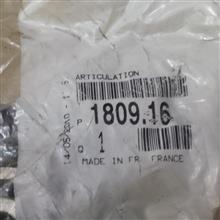 ARTICULATION
P 1809.16
Q 1
MADE IN FR FRANCE